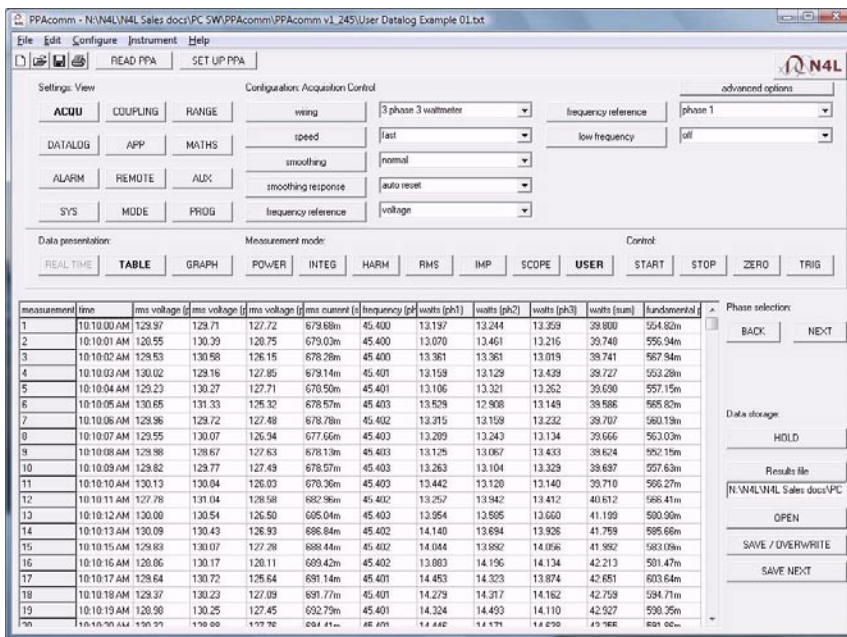 PPAcomm - N:\N4L\N4L Sales docs\PC SW\PPAcomm\PPAcomm v1_245\User Datalog Example 01.txt
File Edit Configure Instrument Help
READ PPA SET UP PPA N4L
Settings: View Configuration: Acquisition Control advanced options
ACQU COUPLING RANGE wiring 3 phase 3 wattmeter frequency reference phase 1
DATALOG APP MATHS speed fast low frequency off
smoothing normal
ALARM REMOTE AUX smoothing response auto reset
SYS MODE PROG frequency reference voltage
Data presentation: Measurement mode: Control:
REAL TIME TABLE GRAPH POWER INTEG HARM RMS IMP SCOPE USER START STOP ZERO TRIG
measurement time rms voltage (p rms voltage (p rms voltage (p rms current (s frequency (ph watts (ph1) watts (ph2) watts (ph3) watts (sum) fundamental p
1 10:10:00 AM 129.97 129.71 127.72 679.68m 45.400 13.197 13.244 13.359 39.800 554.82m
2 10:10:01 AM 128.55 130.39 128.75 679.03m 45.400 13.070 13.461 13.216 39.748 556.94m
3 10:10:02 AM 129.53 130.58 126.15 678.28m 45.400 13.361 13.361 13.019 39.741 567.94m
4 10:10:03 AM 130.02 129.16 127.85 679.14m 45.401 13.159 13.129 13.439 39.727 553.28m
5 10:10:04 AM 129.23 130.27 127.71 678.50m 45.401 13.106 13.321 13.262 39.690 557.15m
6 10:10:05 AM 130.65 131.33 125.32 678.57m 45.403 13.529 12.908 13.149 39.586 565.82m
7 10:10:06 AM 129.96 129.72 127.48 678.78m 45.402 13.315 13.159 13.232 39.707 560.19m
8 10:10:07 AM 129.55 130.07 126.94 677.66m 45.403 13.289 13.243 13.134 39.666 563.03m
9 10:10:08 AM 129.98 128.67 127.63 678.13m 45.403 13.125 13.067 13.433 39.624 552.15m
10 10:10:09 AM 129.82 129.77 127.49 678.57m 45.403 13.263 13.104 13.329 39.697 557.63m
11 10:10:10 AM 130.13 130.84 126.03 678.36m 45.403 13.442 13.128 13.140 39.710 566.27m
12 10:10:11 AM 127.78 131.04 128.58 682.96m 45.402 13.257 13.942 13.412 40.612 566.41m
13 10:10:12 AM 130.08 130.54 126.50 685.04m 45.403 13.954 13.585 13.660 41.199 580.98m
14 10:10:13 AM 130.09 130.43 126.93 686.84m 45.402 14.140 13.694 13.926 41.759 585.66m
15 10:10:15 AM 129.83 130.07 127.28 688.44m 45.402 14.044 13.892 14.056 41.992 583.09m
16 10:10:16 AM 128.86 130.17 128.11 689.42m 45.402 13.883 14.196 14.134 42.213 581.47m
17 10:10:17 AM 129.64 130.72 125.64 691.14m 45.401 14.453 14.323 13.874 42.651 603.64m
18 10:10:18 AM 129.37 130.23 127.09 691.77m 45.401 14.279 14.317 14.162 42.759 594.71m
19 10:10:19 AM 128.98 130.25 127.45 692.79m 45.401 14.324 14.493 14.110 42.927 598.35m
Phase selection:
BACK NEXT
Data storage:
HOLD
Results file
N:\N4L\N4L Sales docs\PC
OPEN
SAVE / OVERWRITE
SAVE NEXT